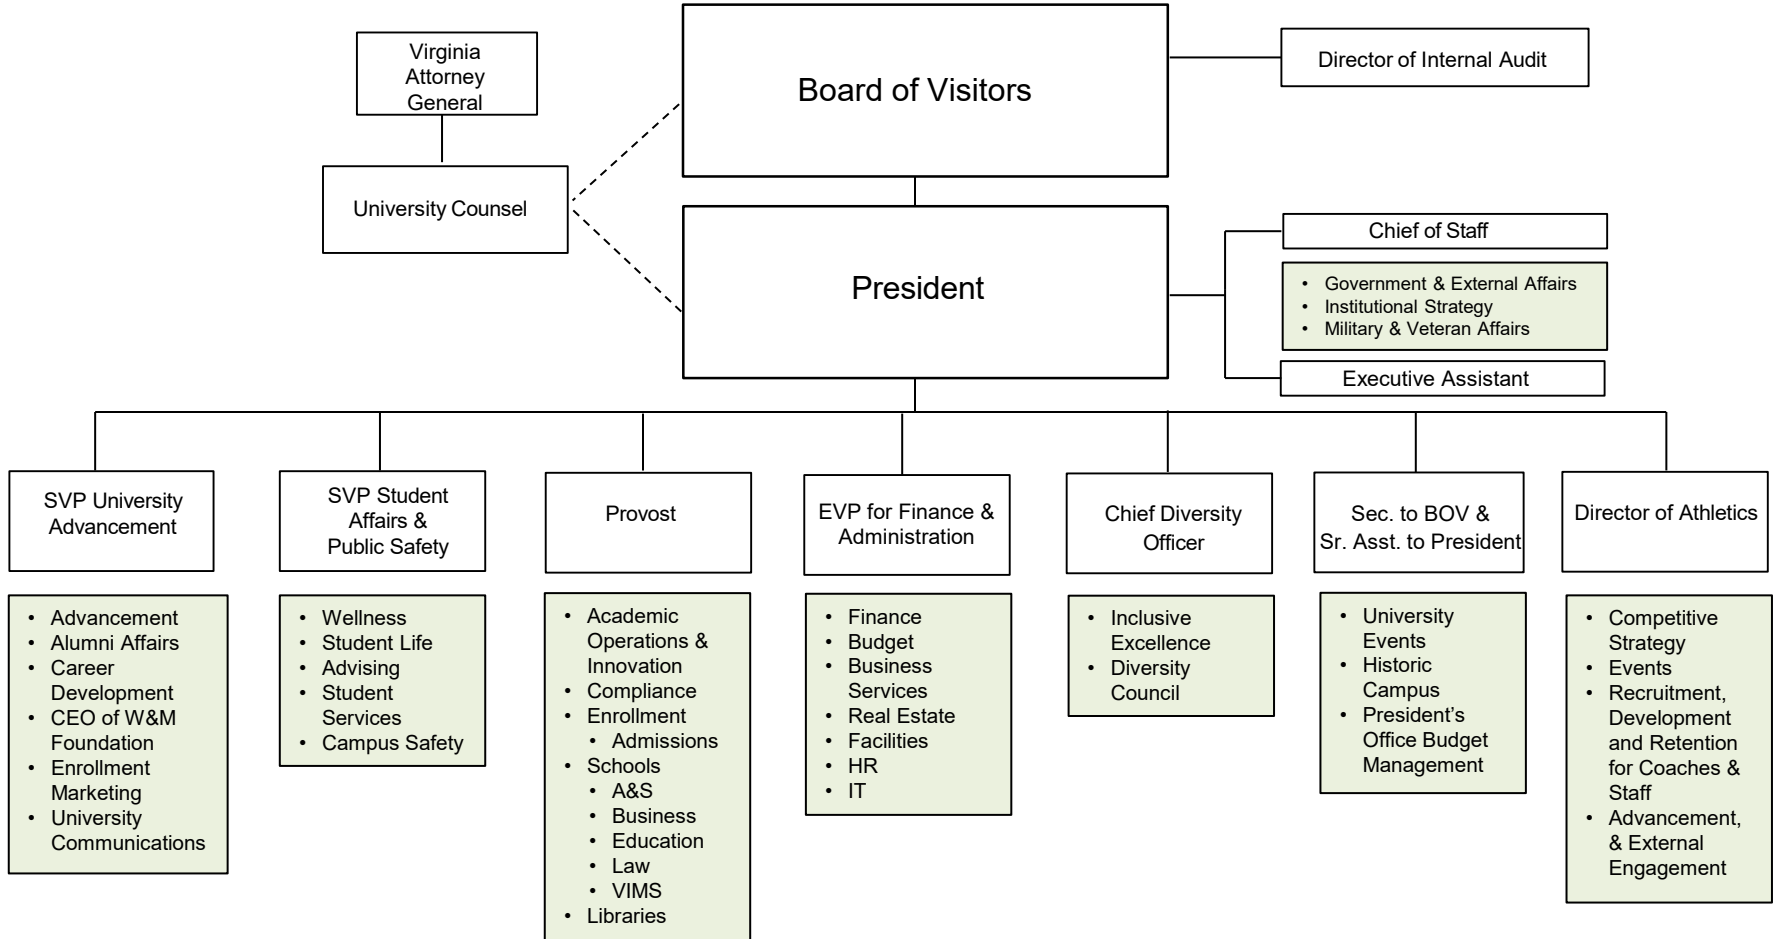 Virginia
Attorney
General
Board of Visitors
Director of Internal Audit
University Counsel
President
Chief of Staff
• Government & External Affairs
• Institutional Strategy
• Military & Veteran Affairs
Executive Assistant
SVP University
Advancement
SVP Student
Affairs &
Public Safety
Provost
EVP for Finance &
Administration
Chief Diversity
Officer
Sec. to BOV &
Sr. Asst. to President
Director of Athletics
• Advancement
• Alumni Affairs
• Career
Development
• CEO of W&M
Foundation
• Enrollment
Marketing
• University
Communications
• Wellness
• Student Life
• Advising
• Student
Services
• Campus Safety
• Academic
Operations &
Innovation
• Compliance
• Enrollment
• Admissions
• Schools
• A&S
• Business
• Education
• Law
• VIMS
• Libraries
• Finance
• Budget
• Business
Services
• Real Estate
• Facilities
• HR
• IT
• Inclusive
Excellence
• Diversity
Council
• University
Events
• Historic
Campus
• President’s
Office Budget
Management
• Competitive
Strategy
• Events
• Recruitment,
Development
and Retention
for Coaches &
Staff
• Advancement,
& External
Engagement